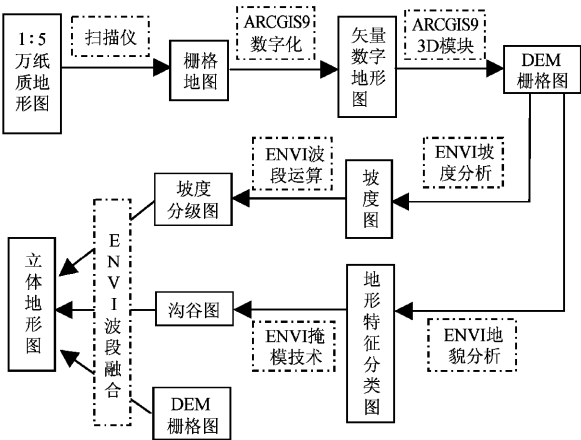 1:5
万纸
质地
形图
扫描仪
栅格
地图
ARCGIS9
数字化
矢量
数字
地形
图
ARCGIS9
3D模块
DEM
栅格图
ENVI坡
度分析
坡
度
图
ENVI波
段运算
坡度
分级图
ENVI地
貌分析
地
形
特
征
分
类
图
ENVI掩
模技术
沟谷图
DEM
栅格图
E
N
V
I
波
段
融
合
立
体
地
形
图